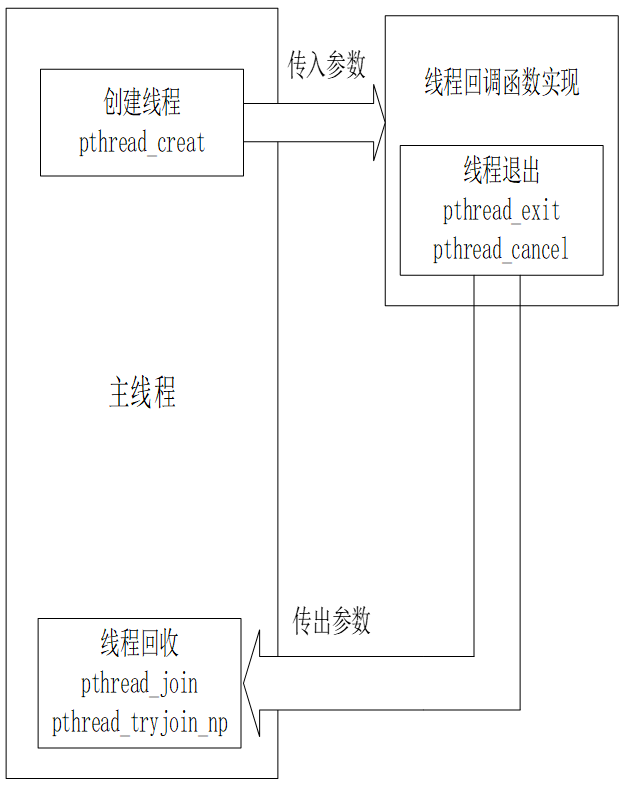 传入参数
创建线程
pthread_creat
线程回调函数实现
线程退出
pthread_exit
pthread_cancel
主线程
传出参数
线程回收
pthread_join
pthread_tryjoin_np